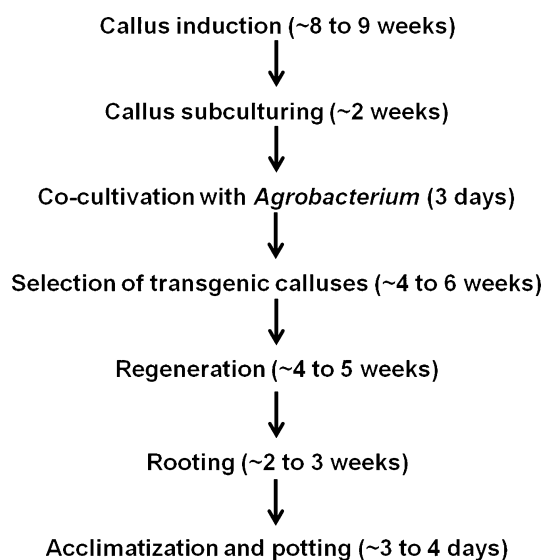 Callus induction (~8 to 9 weeks)
Callus subculturing (~2 weeks)
Co-cultivation with Agrobacterium (3 days)
Selection of transgenic calluses (~4 to 6 weeks)
Regeneration (~4 to 5 weeks)
Rooting (~2 to 3 weeks)
Acclimatization and potting (~3 to 4 days)